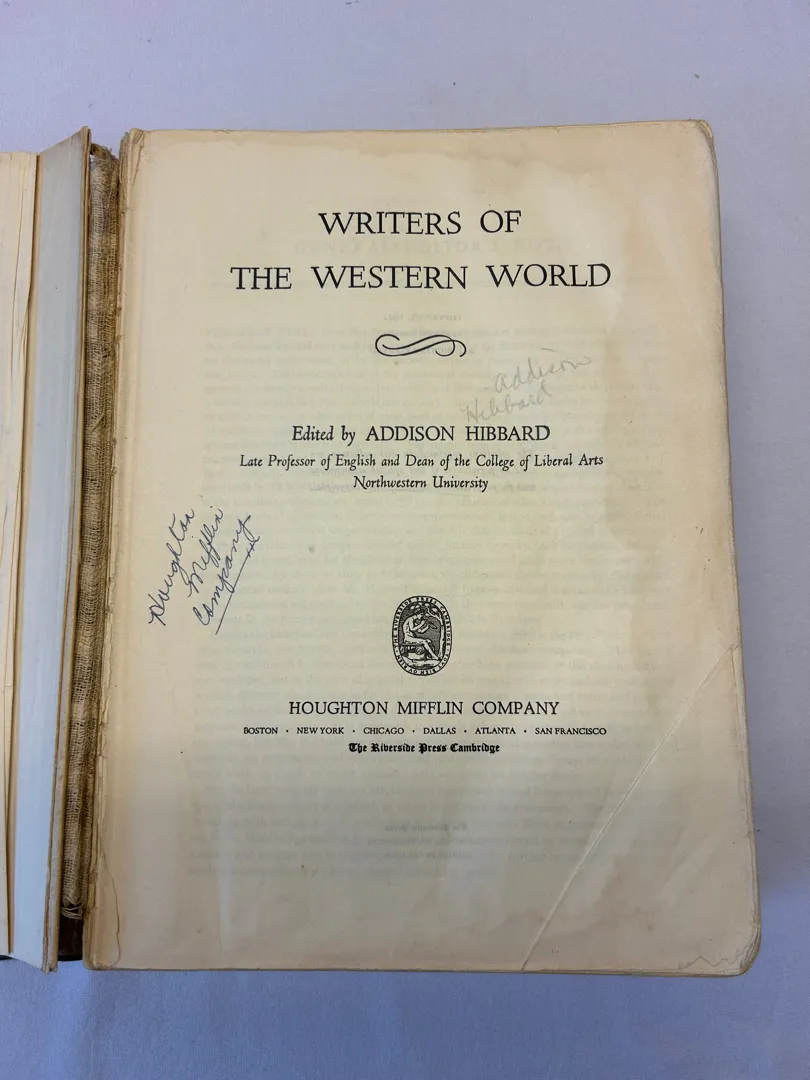 WRITERS OF
THE WESTERN WORLD
Addison
Hibbard
Edited by ADDISON HIBBARD
Late Professor of English and Dean of the College of Liberal Arts
Northwestern University
Houghton
Mifflin
Company
HOUGHTON MIFFLIN COMPANY
BOSTON · NEW YORK · CHICAGO · DALLAS · ATLANTA · SAN FRANCISCO
The Riverside Press Cambridge